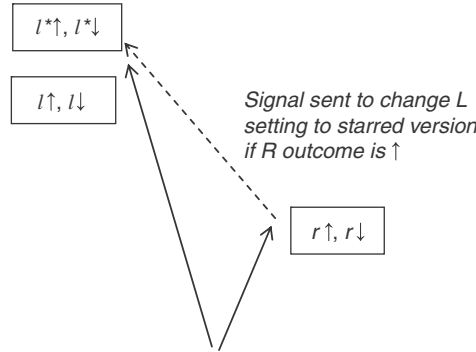 l*↑, l*↓
l↑, l↓
Signal sent to change L
setting to starred version
if R outcome is ↑
r↑, r↓